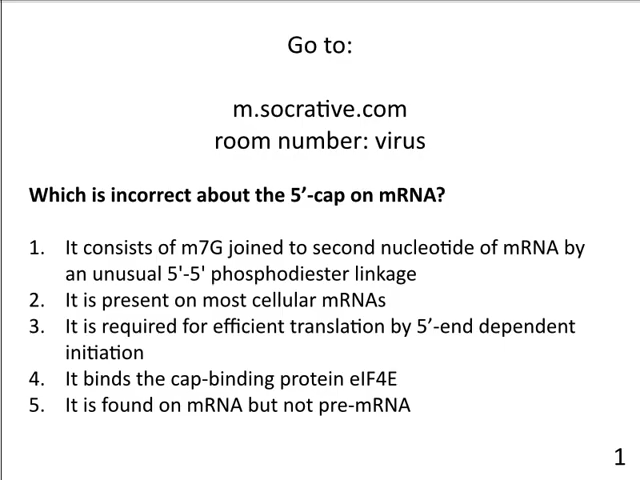 Go to:
m.socrative.com
room number: virus
Which is incorrect about the 5’-cap on mRNA?
1. It consists of m7G joined to second nucleotide of mRNA by
an unusual 5'-5' phosphodiester linkage
2. It is present on most cellular mRNAs
3. It is required for efficient translation by 5’-end dependent
initiation
4. It binds the cap-binding protein eIF4E
5. It is found on mRNA but not pre-mRNA
1